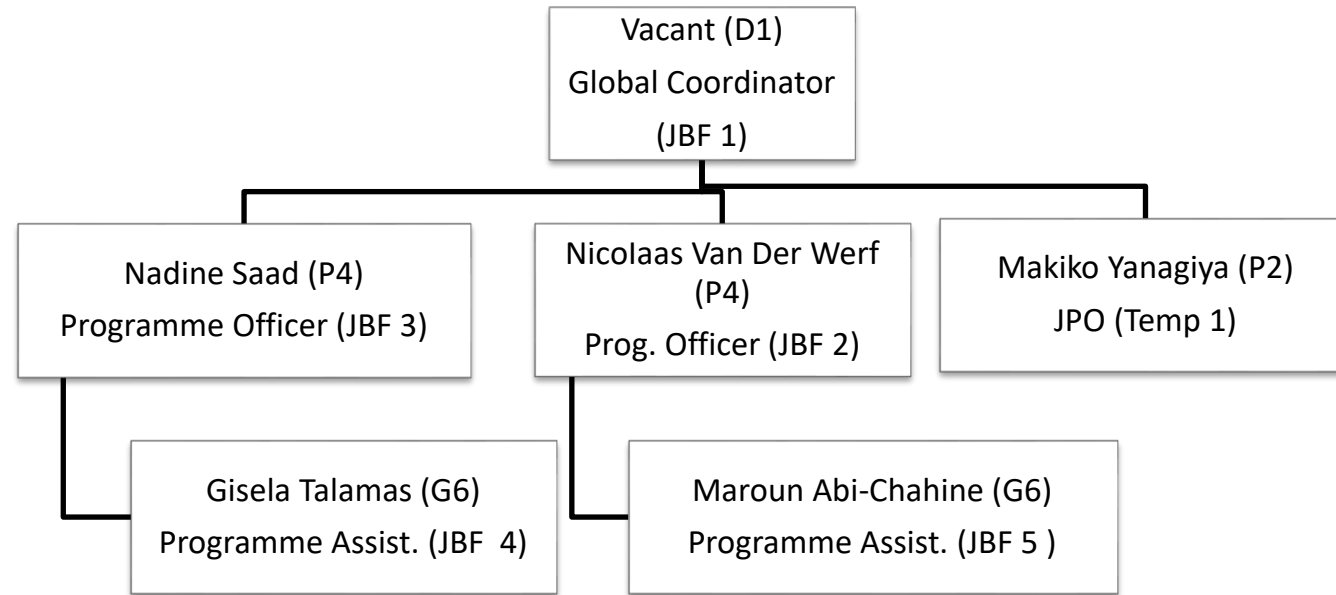 Vacant (D1)
Global Coordinator
(JBF 1)
Nadine Saad (P4)
Programme Officer (JBF 3)
Nicolaas Van Der Werf
(P4)
Prog. Officer (JBF 2)
Makiko Yanagiya (P2)
JPO (Temp 1)
Gisela Talamas (G6)
Programme Assist. (JBF  4)
Maroun Abi-Chahine (G6)
Programme Assist. (JBF 5 )